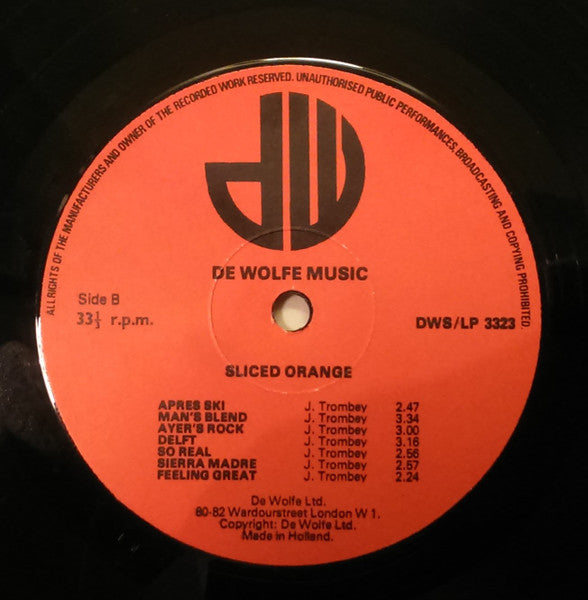 ALL RIGHTS OF THE MANUFACTURERS AND OWNER OF THE RECORDED WORK RESERVED. UNAUTHORISED PUBLIC PERFORMANCES, BROADCASTING AND COPYING PROHIBITED.
dW
DE WOLFE MUSIC
Side B
33⅓ r.p.m. DWS/LP 3323
SLICED ORANGE
APRES SKI J. Trombey 2.47
MAN'S BLEND J. Trombey 3.34
AYER'S ROCK J. Trombey 3.00
DELFT J. Trombey 3.16
SO REAL J. Trombey 2.56
SIERRA MADRE J. Trombey 2.57
FEELING GREAT J. Trombey 2.24
De Wolfe Ltd.
80-82 Wardourstreet London W 1.
Copyright: De Wolfe Ltd.
Made in Holland.